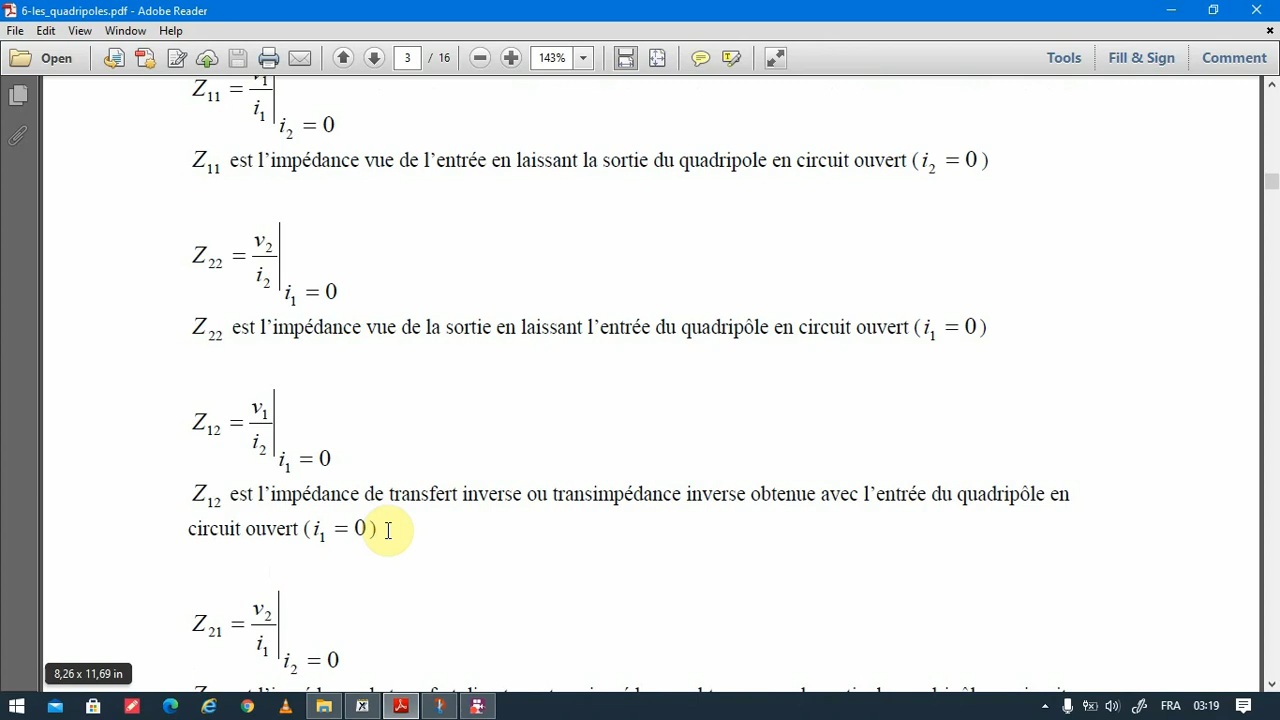 6-les_quadripoles.pdf - Adobe Reader
File Edit View Window Help
Open 3 / 16 143% Tools Fill & Sign Comment
Z11 = v1/i1 | i2 = 0
Z11 est l'impédance vue de l'entrée en laissant la sortie du quadripole en circuit ouvert ( i2 = 0 )
Z22 = v2/i2 | i1 = 0
Z22 est l'impédance vue de la sortie en laissant l'entrée du quadripôle en circuit ouvert ( i1 = 0 )
Z12 = v1/i2 | i1 = 0
Z12 est l'impédance de transfert inverse ou transimpédance inverse obtenue avec l'entrée du quadripôle en
circuit ouvert ( i1 = 0 )
Z21 = v2/i1 | i2 = 0
8,26 x 11,69 in
FRA 03:19